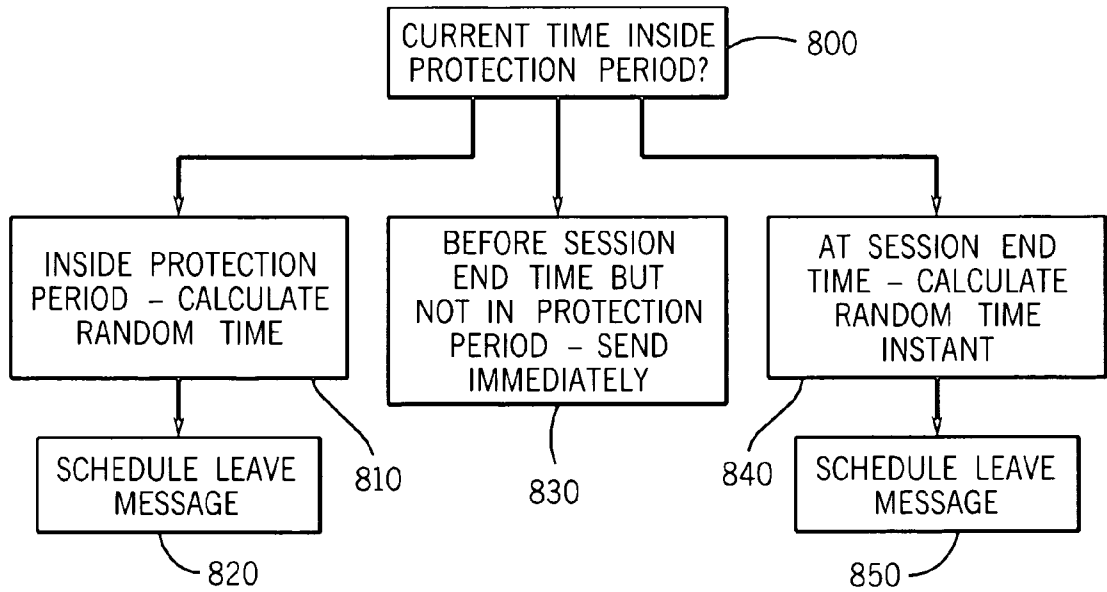 CURRENT TIME INSIDE
PROTECTION PERIOD?
800
INSIDE PROTECTION
PERIOD – CALCULATE
RANDOM TIME
810
SCHEDULE LEAVE
MESSAGE
820
BEFORE SESSION
END TIME BUT
NOT IN PROTECTION
PERIOD – SEND
IMMEDIATELY
830
AT SESSION END
TIME – CALCULATE
RANDOM TIME
INSTANT
840
SCHEDULE LEAVE
MESSAGE
850